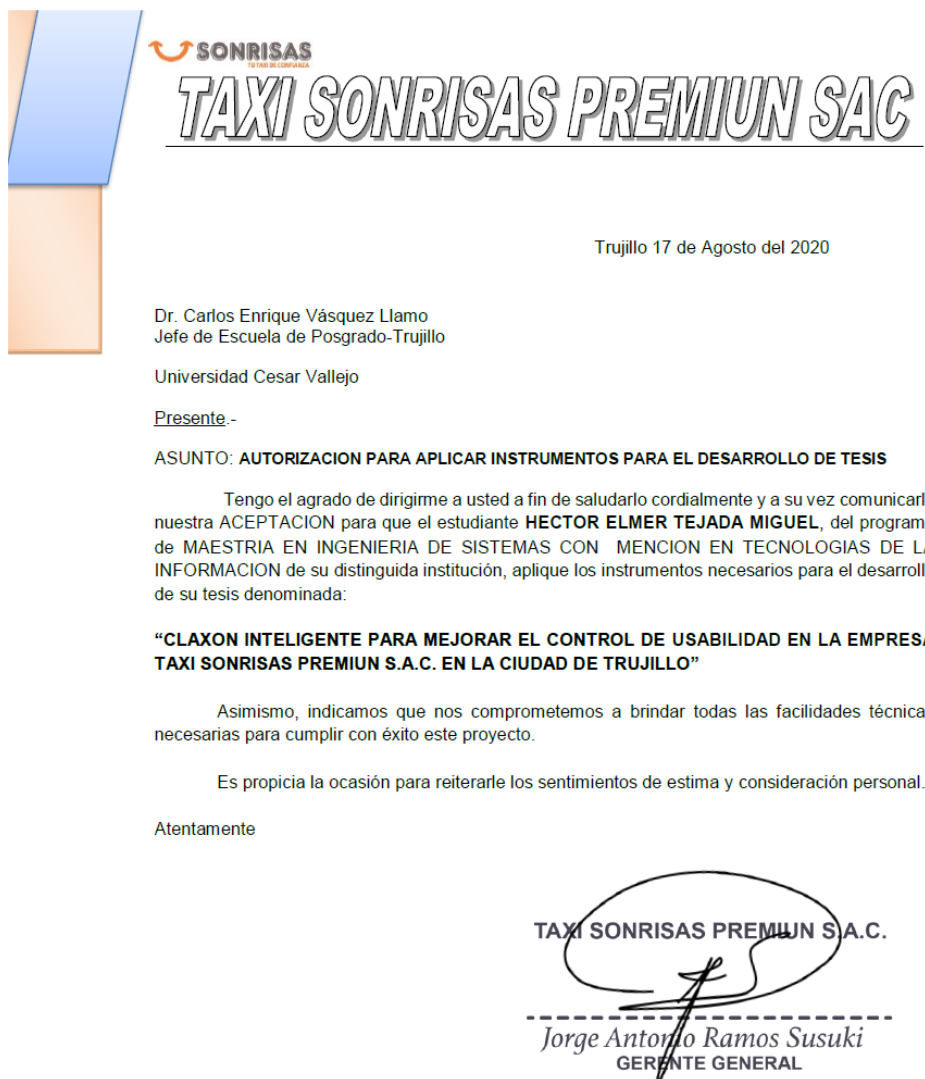 SONRISAS
TU TAXI DE CONFIANZA
TAXI SONRISAS PREMIUN SAC
Trujillo 17 de Agosto del 2020
Dr. Carlos Enrique Vásquez Llamo
Jefe de Escuela de Posgrado-Trujillo
Universidad Cesar Vallejo
Presente.-
ASUNTO: AUTORIZACION PARA APLICAR INSTRUMENTOS PARA EL DESARROLLO DE TESIS
Tengo el agrado de dirigirme a usted a fin de saludarlo cordialmente y a su vez comunicarl
nuestra ACEPTACION para que el estudiante HECTOR ELMER TEJADA MIGUEL, del program
de MAESTRIA EN INGENIERIA DE SISTEMAS CON MENCION EN TECNOLOGIAS DE LA
INFORMACION de su distinguida institución, aplique los instrumentos necesarios para el desarroll
de su tesis denominada:
“CLAXON INTELIGENTE PARA MEJORAR EL CONTROL DE USABILIDAD EN LA EMPRESA
TAXI SONRISAS PREMIUN S.A.C. EN LA CIUDAD DE TRUJILLO”
Asimismo, indicamos que nos comprometemos a brindar todas las facilidades técnica
necesarias para cumplir con éxito este proyecto.
Es propicia la ocasión para reiterarle los sentimientos de estima y consideración personal.
Atentamente
TAXI SONRISAS PREMIUN S.A.C.
Jorge Antonio Ramos Susuki
GERENTE GENERAL